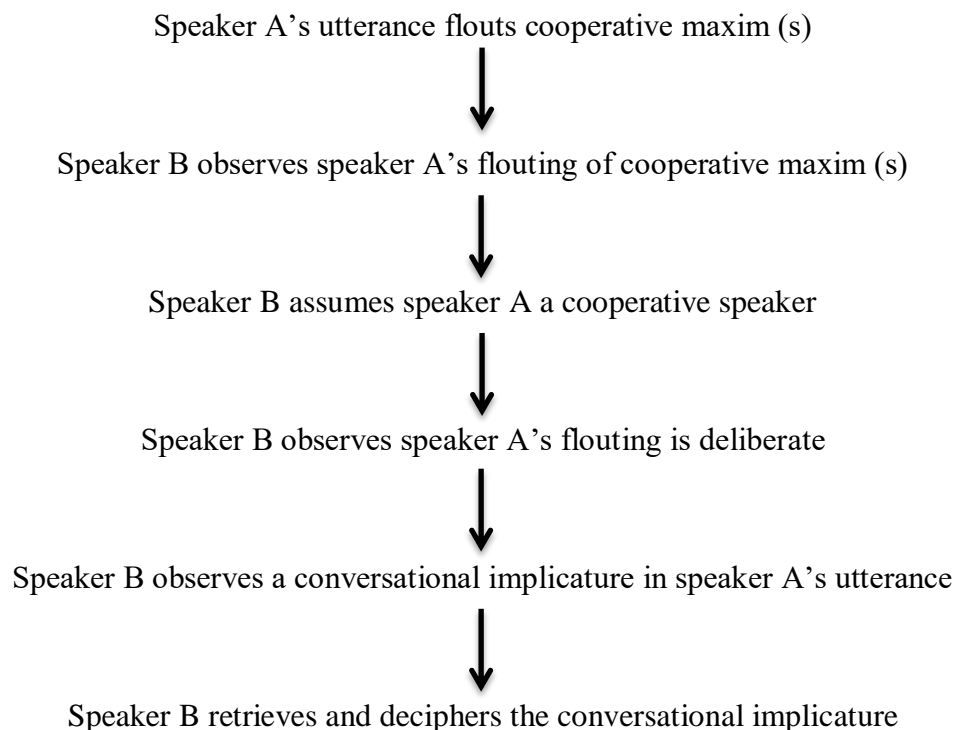 Speaker A’s utterance flouts cooperative maxim (s)
Speaker B observes speaker A’s flouting of cooperative maxim (s)
Speaker B assumes speaker A a cooperative speaker
Speaker B observes speaker A’s flouting is deliberate
Speaker B observes a conversational implicature in speaker A’s utterance
Speaker B retrieves and deciphers the conversational implicature